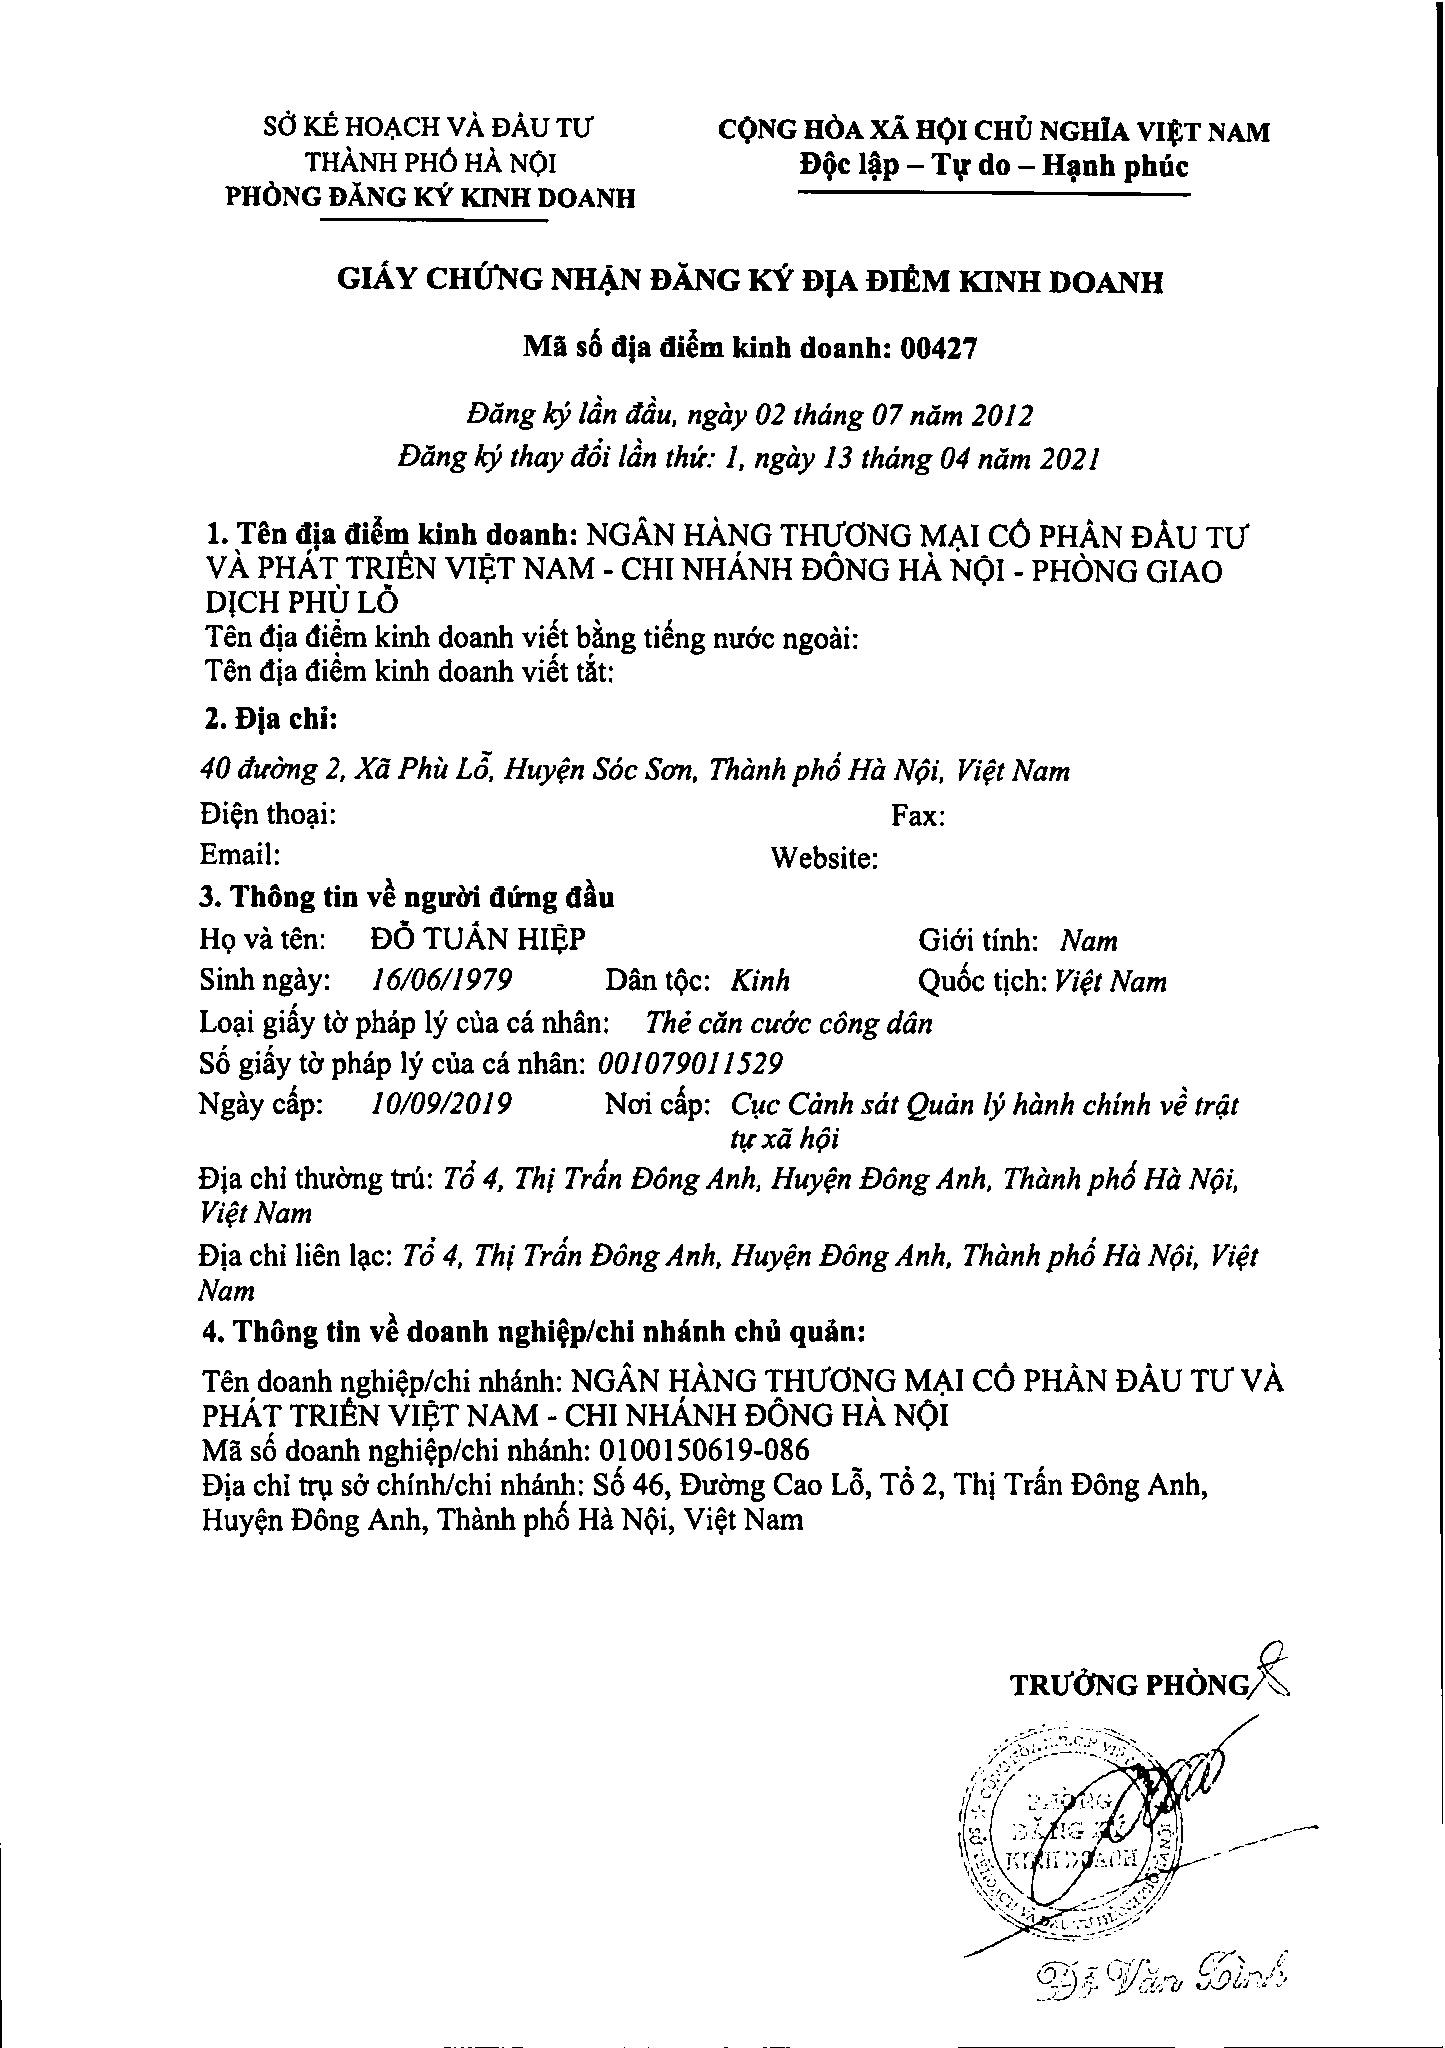 SỞ KẾ HOẠCH VÀ ĐẦU TƯ
THÀNH PHỐ HÀ NỘI
PHÒNG ĐĂNG KÝ KINH DOANH
CỘNG HÒA XÃ HỘI CHỦ NGHĨA VIỆT NAM
Độc lập – Tự do – Hạnh phúc
GIẤY CHỨNG NHẬN ĐĂNG KÝ ĐỊA ĐIỂM KINH DOANH
Mã số địa điểm kinh doanh: 00427
Đăng ký lần đầu, ngày 02 tháng 07 năm 2012
Đăng ký thay đổi lần thứ: 1, ngày 13 tháng 04 năm 2021
1. Tên địa điểm kinh doanh: NGÂN HÀNG THƯƠNG MẠI CỔ PHẦN ĐẦU TƯ
VÀ PHÁT TRIỂN VIỆT NAM - CHI NHÁNH ĐÔNG HÀ NỘI - PHÒNG GIAO
DỊCH PHÙ LỖ
Tên địa điểm kinh doanh viết bằng tiếng nước ngoài:
Tên địa điểm kinh doanh viết tắt:
2. Địa chỉ:
40 đường 2, Xã Phù Lỗ, Huyện Sóc Sơn, Thành phố Hà Nội, Việt Nam
Điện thoại: Fax:
Email: Website:
3. Thông tin về người đứng đầu
Họ và tên: ĐỖ TUẤN HIỆP Giới tính: Nam
Sinh ngày: 16/06/1979 Dân tộc: Kinh Quốc tịch: Việt Nam
Loại giấy tờ pháp lý của cá nhân: Thẻ căn cước công dân
Số giấy tờ pháp lý của cá nhân: 001079011529
Ngày cấp: 10/09/2019 Nơi cấp: Cục Cảnh sát Quản lý hành chính về trật
tự xã hội
Địa chỉ thường trú: Tổ 4, Thị Trấn Đông Anh, Huyện Đông Anh, Thành phố Hà Nội,
Việt Nam
Địa chỉ liên lạc: Tổ 4, Thị Trấn Đông Anh, Huyện Đông Anh, Thành phố Hà Nội, Việt
Nam
4. Thông tin về doanh nghiệp/chi nhánh chủ quản:
Tên doanh nghiệp/chi nhánh: NGÂN HÀNG THƯƠNG MẠI CỔ PHẦN ĐẦU TƯ VÀ
PHÁT TRIỂN VIỆT NAM - CHI NHÁNH ĐÔNG HÀ NỘI
Mã số doanh nghiệp/chi nhánh: 0100150619-086
Địa chỉ trụ sở chính/chi nhánh: Số 46, Đường Cao Lỗ, Tổ 2, Thị Trấn Đông Anh,
Huyện Đông Anh, Thành phố Hà Nội, Việt Nam
TRƯỞNG PHÒNG
PHÒNG
ĐĂNG KÝ
KINH DOANH
Văn